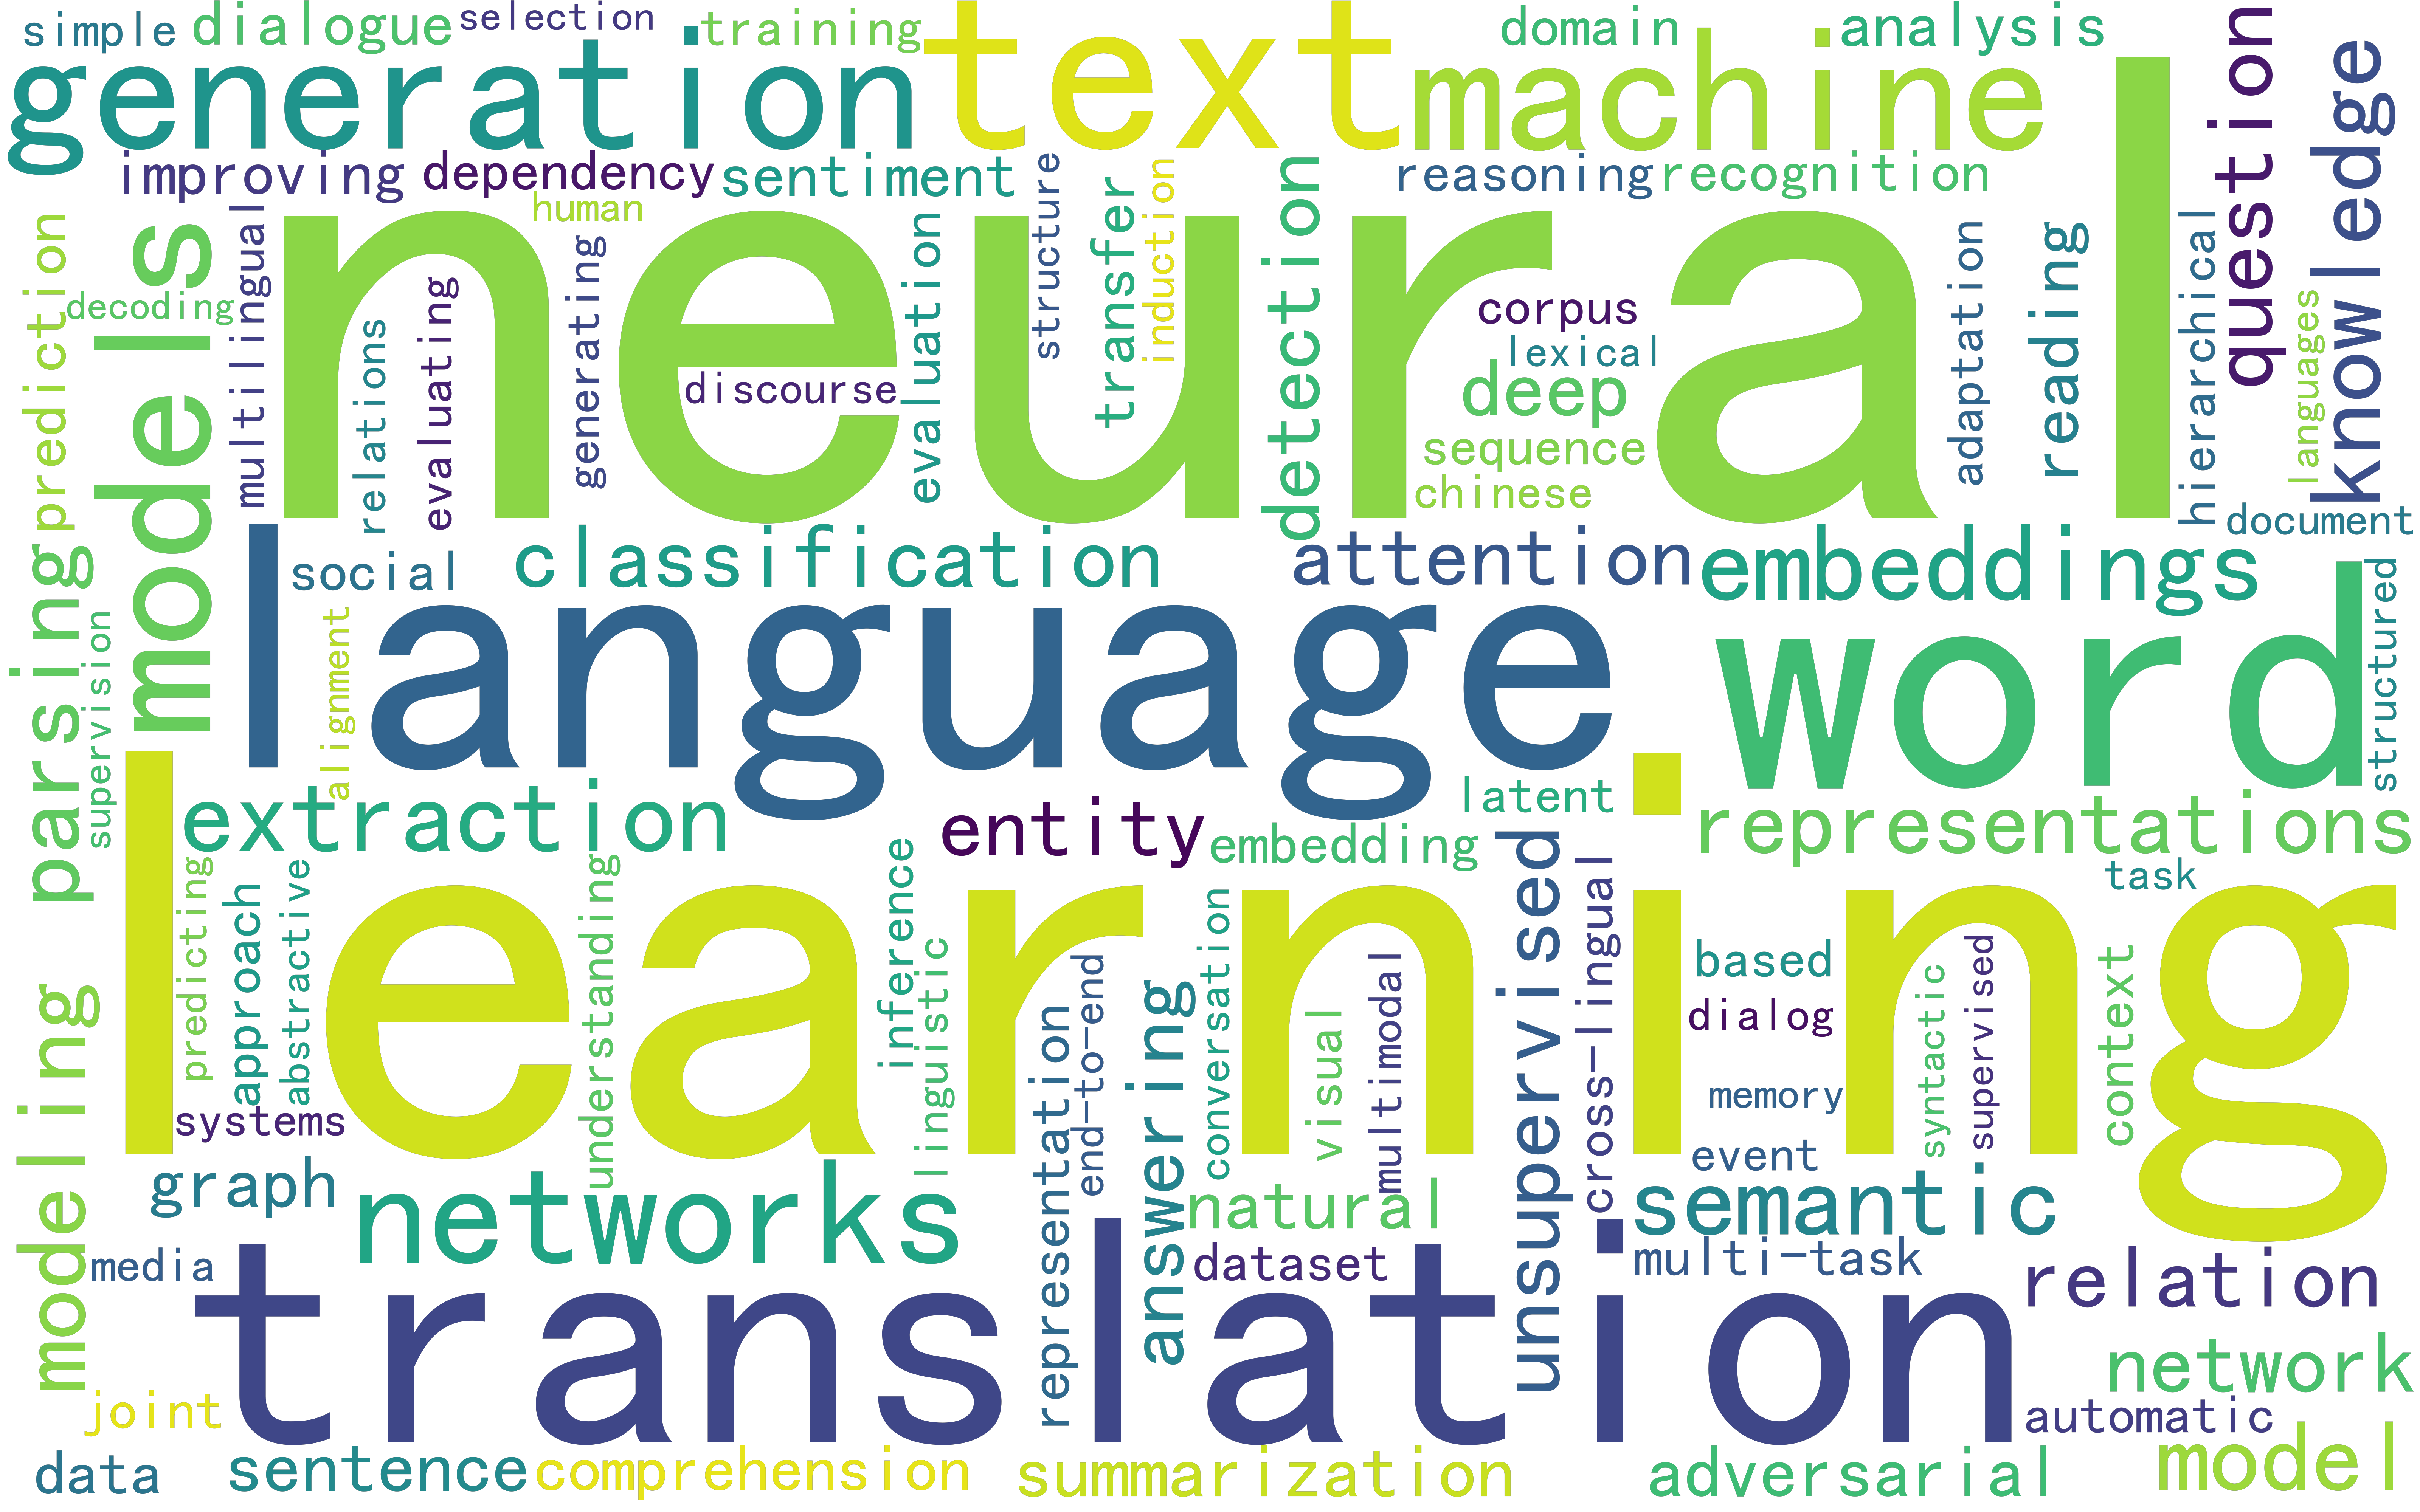 simple
dialogue
selection
training
text
domain
analysis
generation
machine
question
knowledge
improving
dependency
sentiment
reasoning
recognition
human
prediction
decoding
models
multilingual
neural
relations
evaluating
generating
discourse
evaluation
structure
transfer
induction
detection
corpus
lexical
deep
sequence
chinese
adaptation
reading
hierarchical
languages
document
parsing
supervision
social
classification
attention
embeddings
alignment
language
word
structured
extraction
entity
embedding
latent
representations
task
learning
predicting
approach
abstractive
understanding
inference
linguistic
representation
end-to-end
answering
conversation
visual
multimodal
unsupervised
cross-lingual
based
dialog
memory
event
syntactic
supervised
context
modeling
systems
graph
networks
natural
semantic
media
dataset
multi-task
relation
translation
network
joint
automatic
data
sentence
comprehension
summarization
adversarial
model